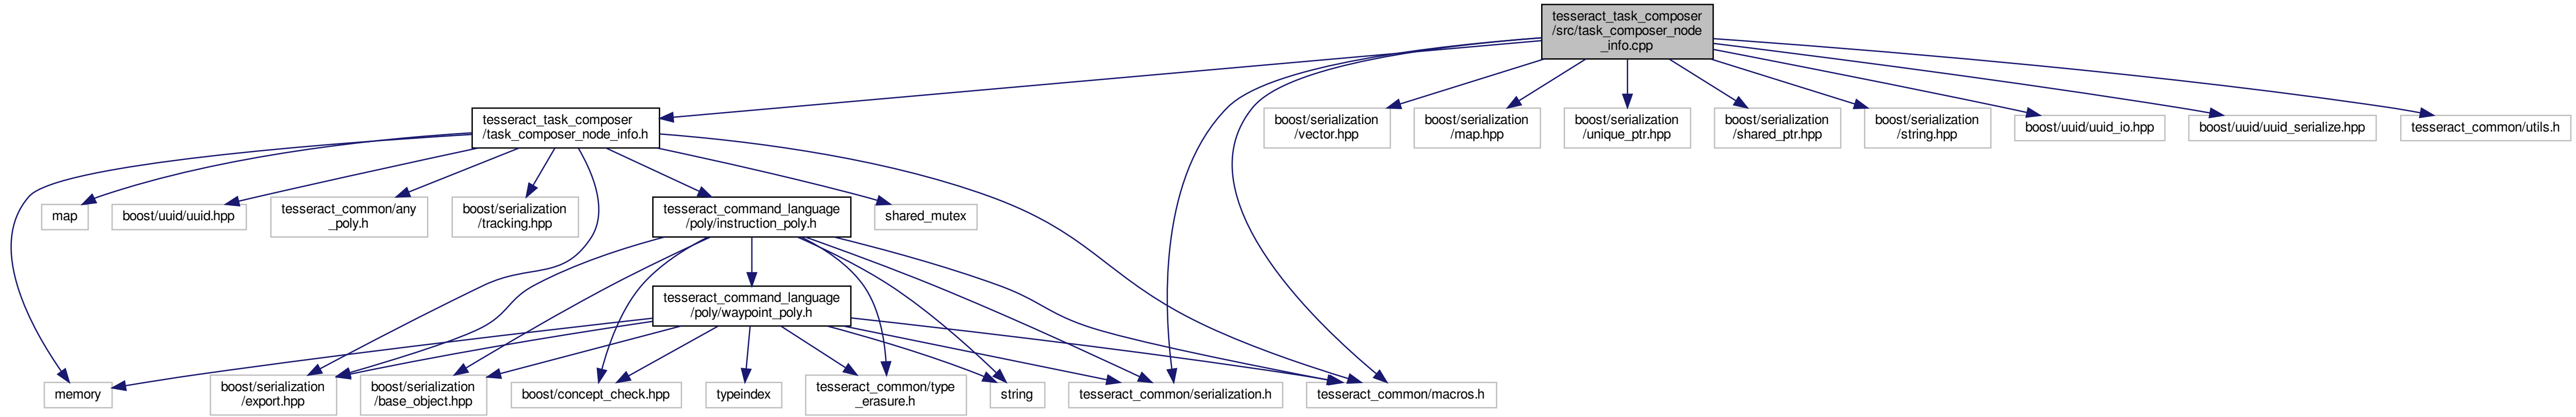 tesseract_task_composer
/src/task_composer_node
_info.cpp
tesseract_task_composer
/task_composer_node_info.h
boost/serialization
/vector.hpp
boost/serialization
/map.hpp
boost/serialization
/unique_ptr.hpp
boost/serialization
/shared_ptr.hpp
boost/serialization
/string.hpp
boost/uuid/uuid_io.hpp
boost/uuid/uuid_serialize.hpp
tesseract_common/utils.h
map
boost/uuid/uuid.hpp
tesseract_common/any
_poly.h
boost/serialization
/tracking.hpp
tesseract_command_language
/poly/instruction_poly.h
shared_mutex
tesseract_command_language
/poly/waypoint_poly.h
memory
boost/serialization
/export.hpp
boost/serialization
/base_object.hpp
boost/concept_check.hpp
typeindex
tesseract_common/type
_erasure.h
string
tesseract_common/serialization.h
tesseract_common/macros.h